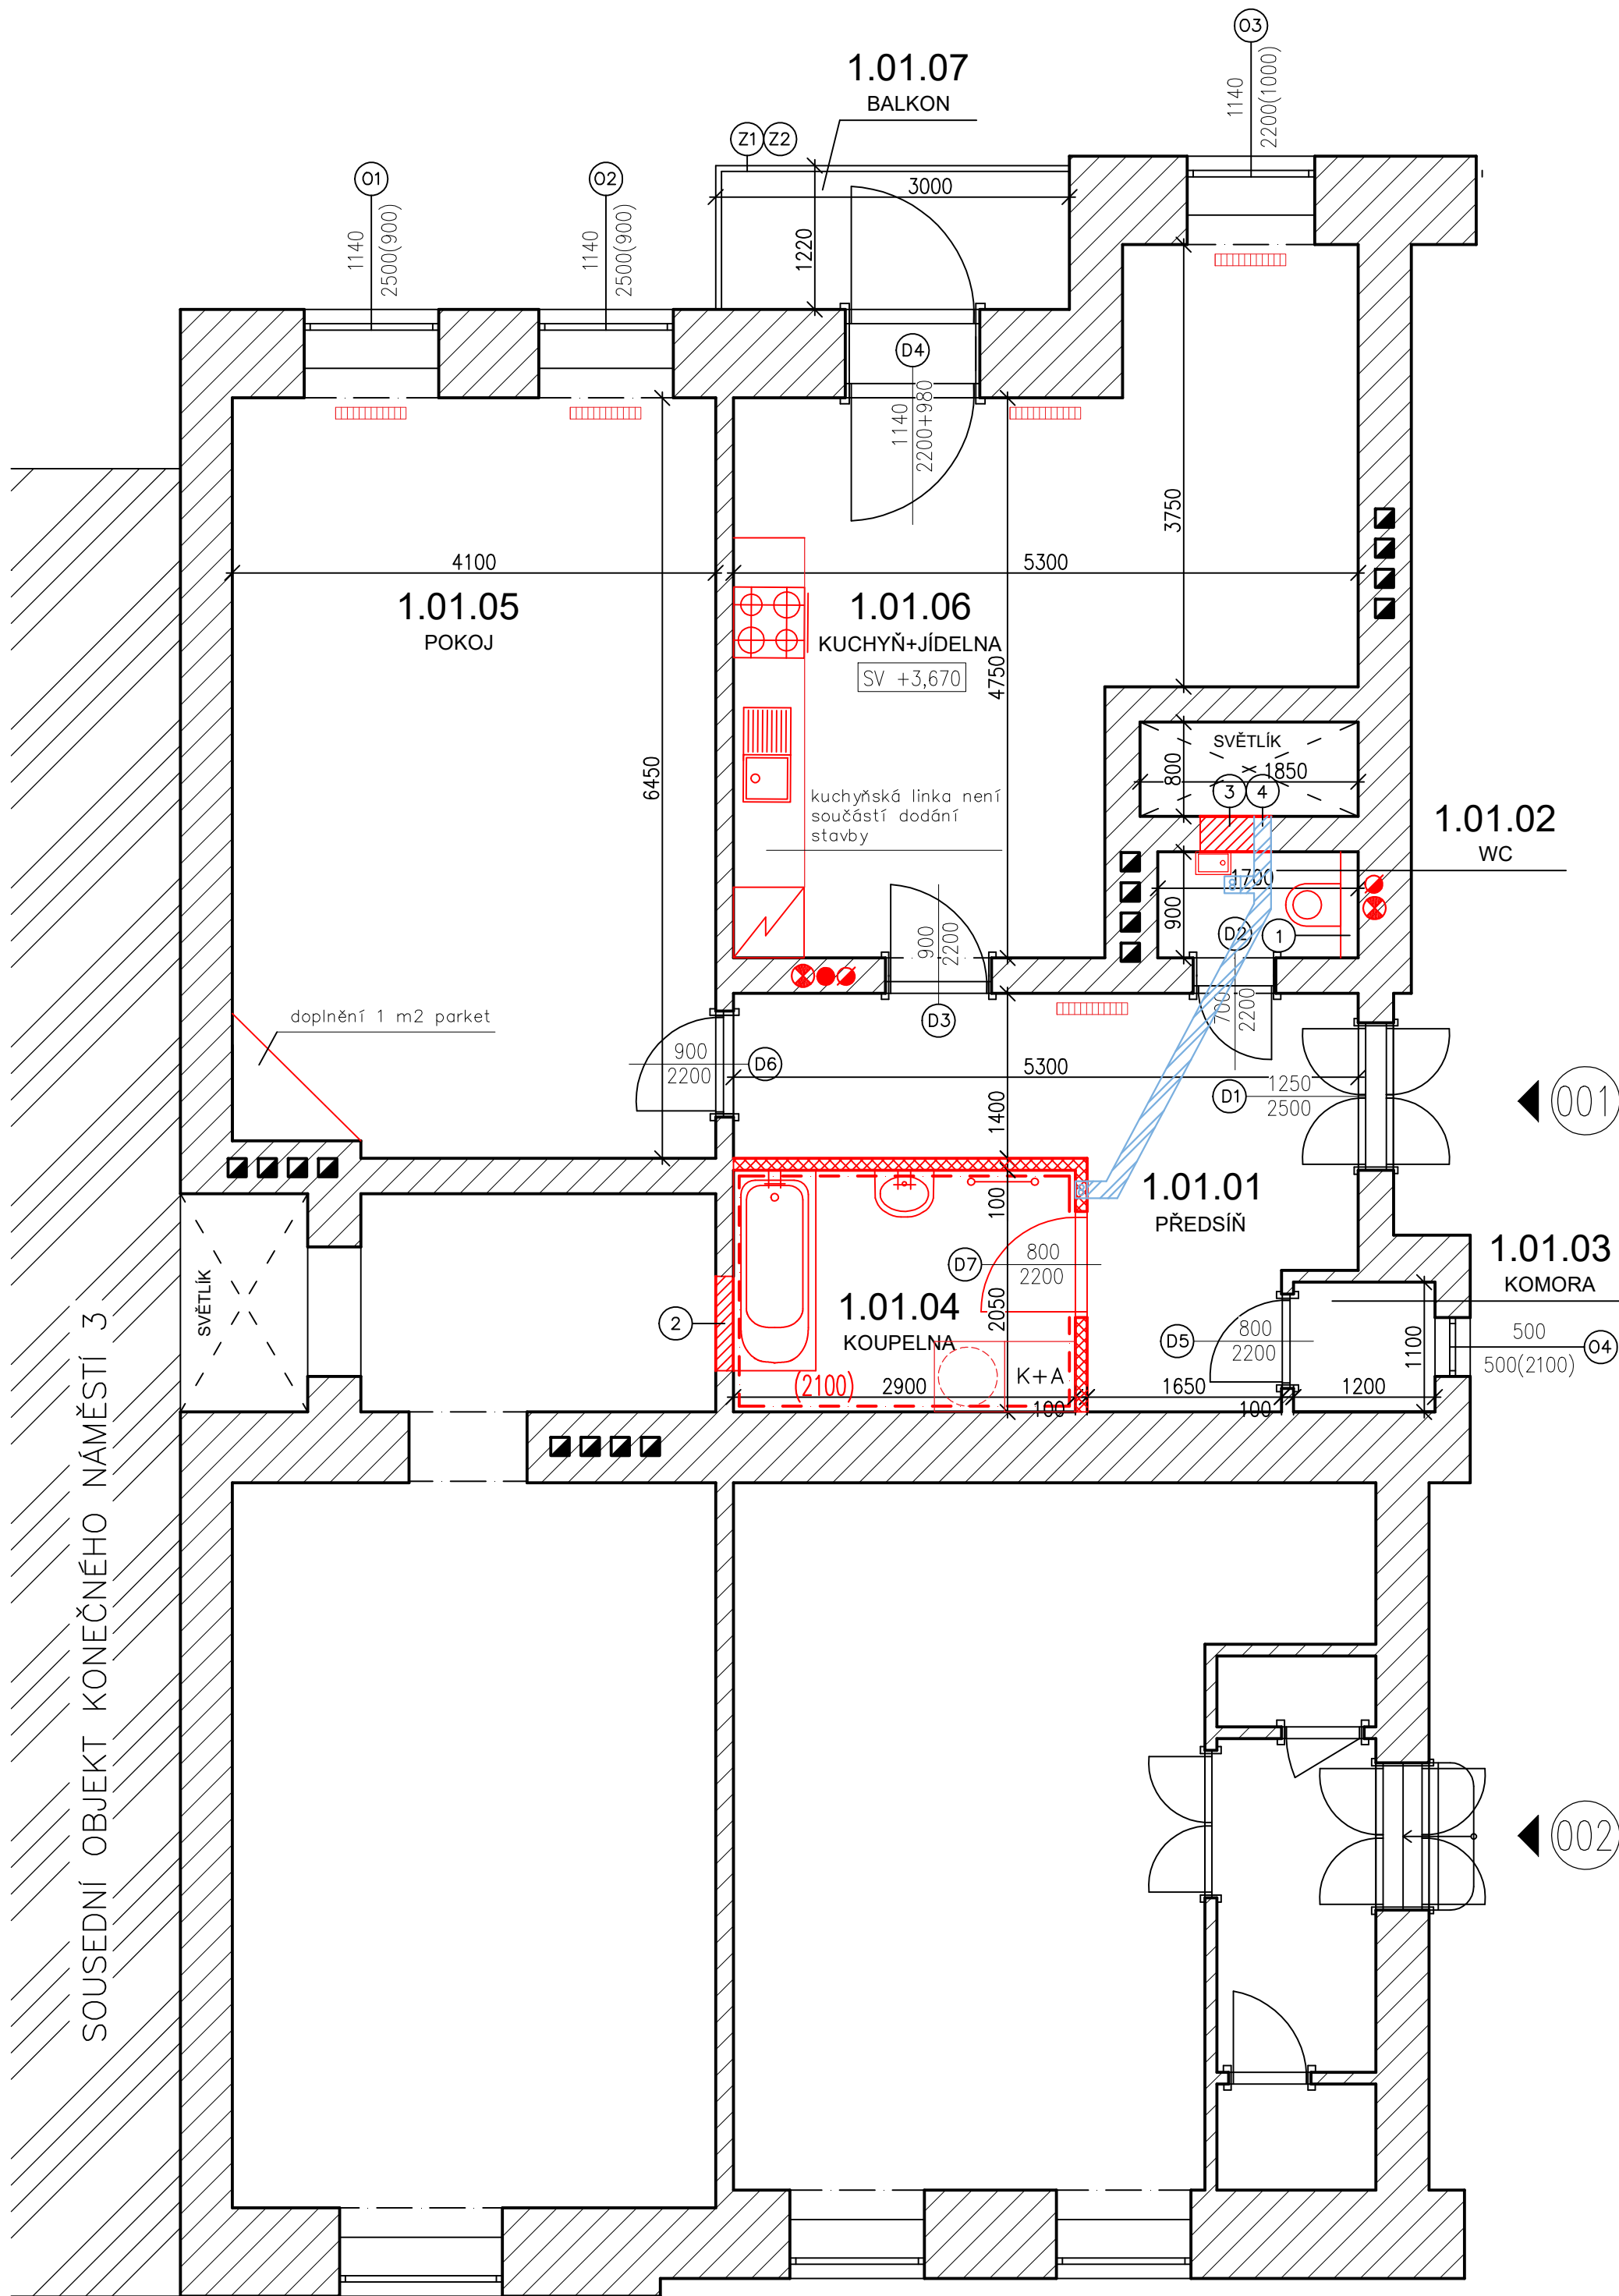 O3
1140
2200(1000)
1.01.07
BALKON
Z1
Z2
3000
1220
O1
1140
2500(900)
O2
1140
2500(900)
D4
1140
2200+980
3750
4100
5300
1.01.05
POKOJ
1.01.06
KUCHYŇ+JÍDELNA
SV +3,670
4750
6450
SVĚTLÍK
800
1850
3
4
kuchyňská linka není
součástí dodání
stavby
1.01.02
WC
1700
900
D2
1
900
2200
D3
700
2200
doplnění 1 m2 parket
900
2200
D6
5300
1400
D1
1250
2500
001
1.01.01
PŘEDSÍŇ
100
D7
800
2200
2050
1.01.04
KOUPELNA
2
SVĚTLÍK
(2100)
2900
K+A
100
1650
100
1200
1100
D5
800
2200
1.01.03
KOMORA
500
500(2100)
O4
SOUSEDNÍ OBJEKT KONEČNÉHO NÁMĚSTÍ 3
002